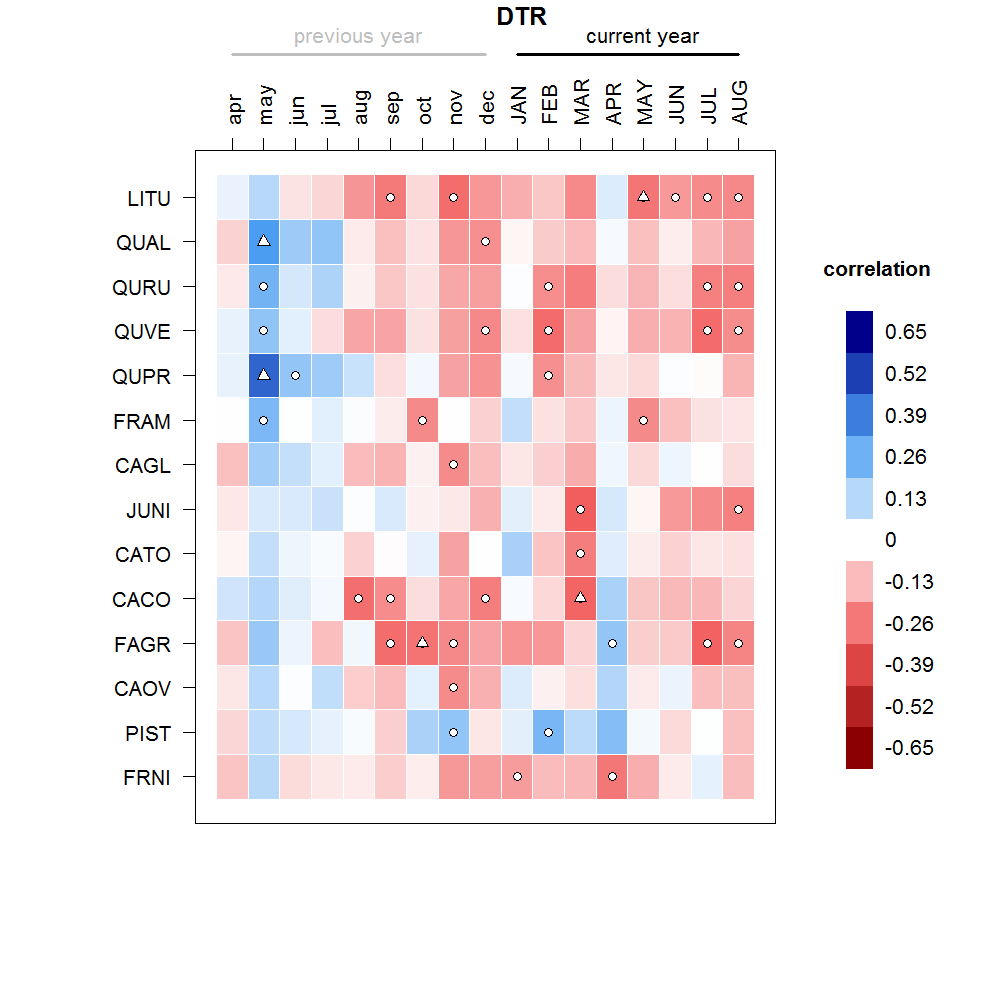 DTR
previous year current year
apr may jun jul aug sep oct nov dec JAN FEB MAR APR MAY JUN JUL AUG
LITU
QUAL
QURU
QUVE
QUPR
FRAM
CAGL
JUNI
CATO
CACO
FAGR
CAOV
PIST
FRNI
correlation
0.65
0.52
0.39
0.26
0.13
0
-0.13
-0.26
-0.39
-0.52
-0.65